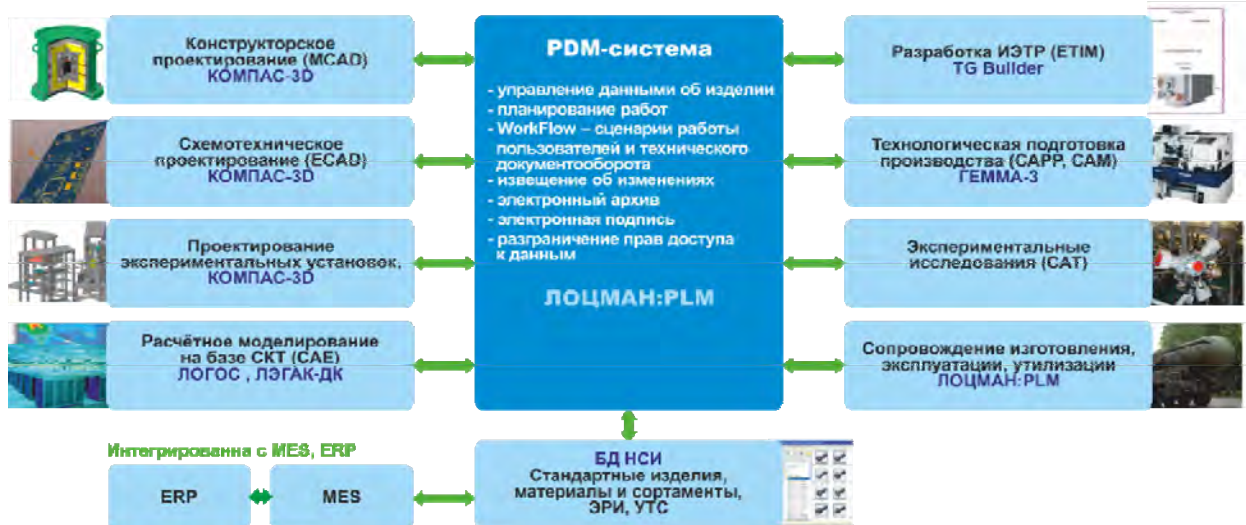 Конструкторское
проектирование (MCAD)
КОМПАС-3D
Схемотехническое
проектирование (ECAD)
КОМПАС-3D
Проектирование
экспериментальных установок,
КОМПАС-3D
Расчётное моделирование
на базе СКТ (CAE)
ЛОГОС , ЛЭГАК-ДК
PDM-система
- управление данными об изделии
- планирование работ
- WorkFlow – сценарии работы
пользователей и технического
документооборота
- извещение об изменениях
- электронный архив
- электронная подпись
- разграничение прав доступа
к данным
ЛОЦМАН:PLM
Разработка ИЭТР (ETIM)
TG Builder
Технологическая подготовка
производства (CAPP, CAM)
ГЕММА-3
Экспериментальные
исследования (CAT)
Сопровождение изготовления,
эксплуатации, утилизации
ЛОЦМАН:PLM
Интегрированна с MES, ERP
ERP
MES
БД НСИ
Стандартные изделия,
материалы и сортаменты,
ЭРИ, УТС